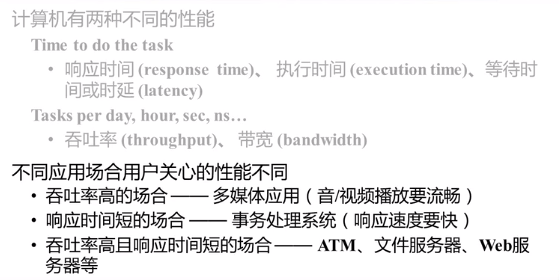 计算机有两种不同的性能
Time to do the task
• 响应时间 (response time)、 执行时间 (execution time)、等待时
间或时延 (latency)
Tasks per day, hour, sec, ns…
• 吞吐率 (throughput)、 带宽 (bandwidth)
不同应用场合用户关心的性能不同
• 吞吐率高的场合 —— 多媒体应用（音/视频播放要流畅）
• 响应时间短的场合 —— 事务处理系统（响应速度要快）
• 吞吐率高且响应时间短的场合 —— ATM、文件服务器、Web服
务器等